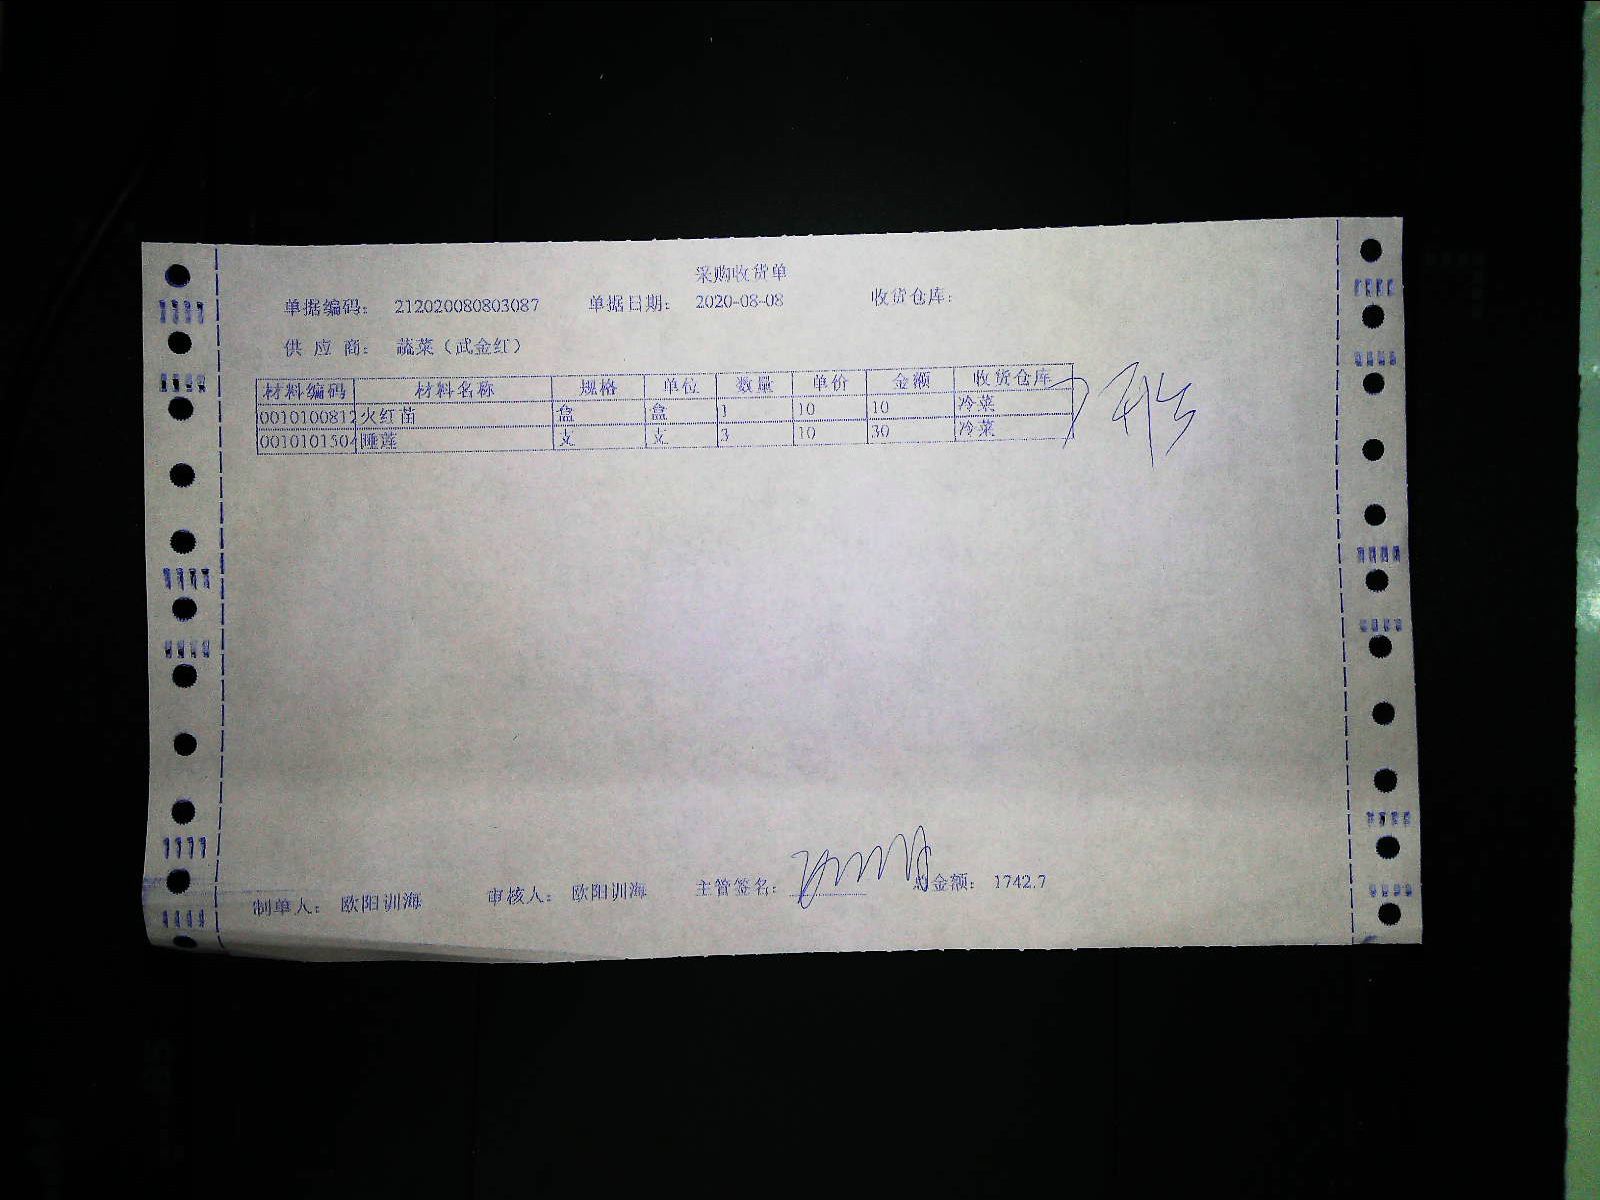 采购收货单
单据编码： 212020080803087 单据日期： 2020-08-08 收货仓库：
供 应 商： 蔬菜（武金红）
材料编码 材料名称 规格 单位 数量 单价 金额 收货仓库
0010100812 火红苗 盒 盒 1 10 10 冷菜
001010150 睡莲 支 支 3 10 30 冷菜
制单人： 欧阳训海 审核人： 欧阳训海 主管签名： 总金额： 1742.7